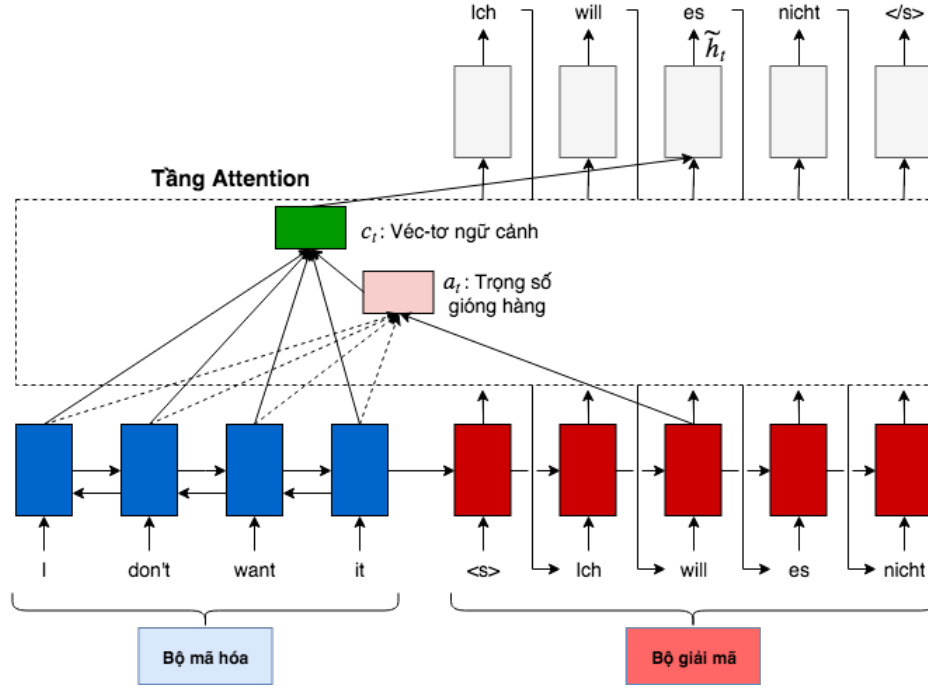 Ich will es nicht </s>
h̃ₜ
Tầng Attention
cₜ : Véc-tơ ngữ cảnh
aₜ : Trọng số
gióng hàng
I don't want it <s> Ich will es nicht
Bộ mã hóa Bộ giải mã